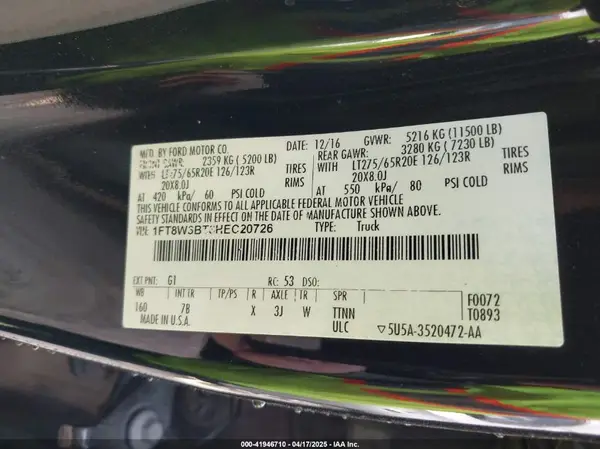 MFD. BY FORD MOTOR CO.
DATE: 12/16 GVWR: 5216 KG (11500 LB)
FRONT GAWR: 2359 KG (5200 LB) REAR GAWR: 3280 KG (7230 LB)
WITH LT275/65R20E 126/123R TIRES WITH LT275/65R20E 126/123R TIRES
20X8.0J RIMS 20X8.0J RIMS
AT 420 kPa/ 60 PSI COLD AT 550 kPa/ 80 PSI COLD
THIS VEHICLE CONFORMS TO ALL APPLICABLE FEDERAL MOTOR VEHICLE
SAFETY STANDARDS IN EFFECT ON THE DATE OF MANUFACTURE SHOWN ABOVE.
VIN: TYPE: Truck
EXT PNT: G1 RC: 53 DSO:
WB INT TR TP/PS R AXLE TR SPR F0072
160 7B X 3J W TTNN T0893
MADE IN U.S.A. ULC ▽5U5A-3520472-AA
000-41946710 - 04/17/2025 - IAA Inc.